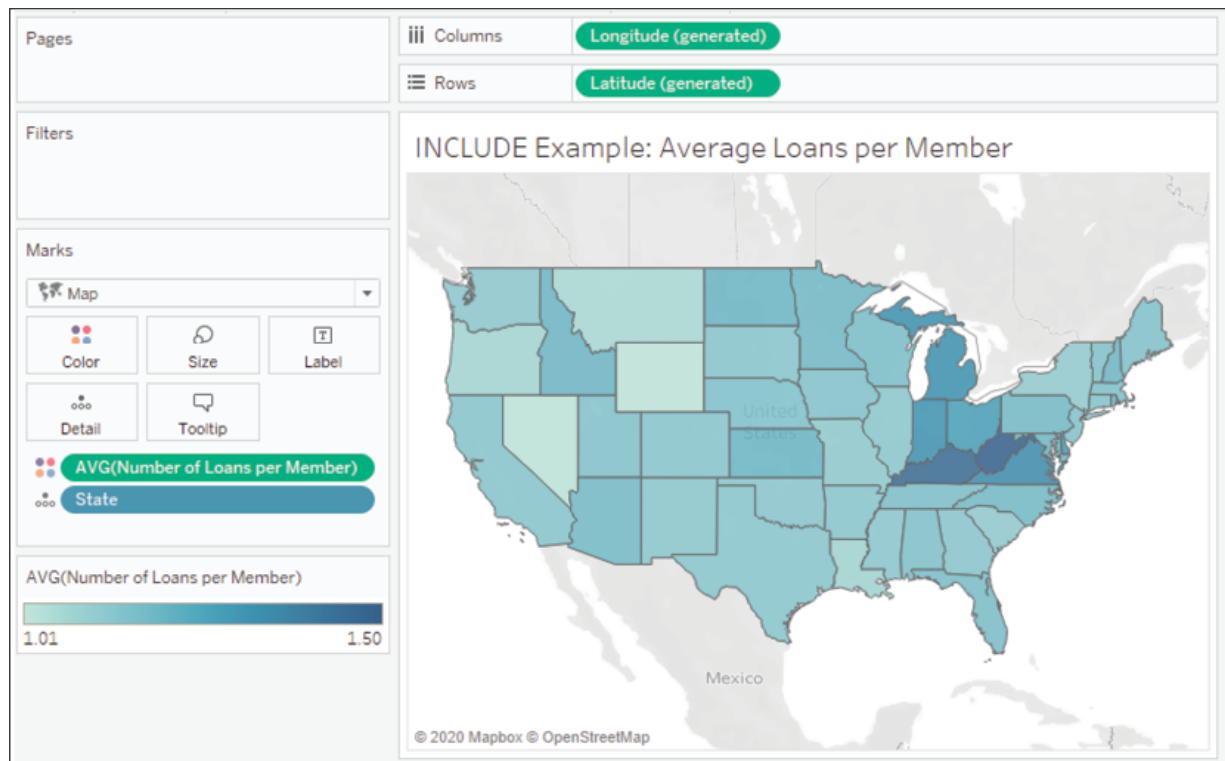 Pages
Columns
Longitude (generated)
Rows
Latitude (generated)
Filters
INCLUDE Example: Average Loans per Member
Marks
Map
Color
Size
Label
Detail
Tooltip
AVG(Number of Loans per Member)
State
AVG(Number of Loans per Member)
1.01
1.50
United
States
Mexico
© 2020 Mapbox © OpenStreetMap